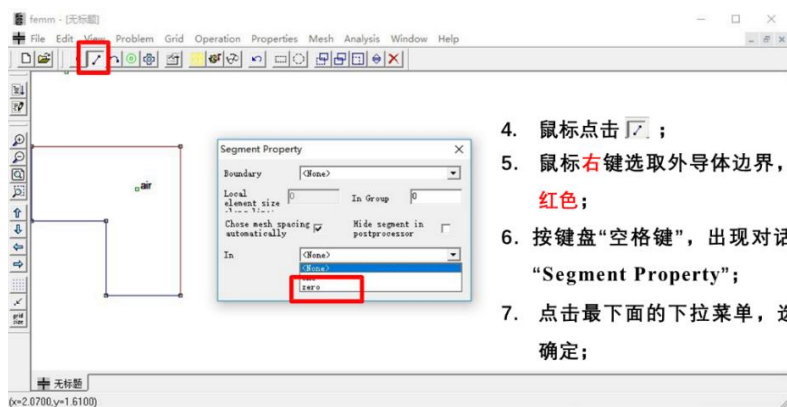 femm - [无标题]
File Edit View Problem Grid Operation Properties Mesh Analysis Window Help
air
Segment Property
Boundary <None>
Local
element size 0 In Group 0
Chose mesh spacing
automatically
Hide segment in
postprocessor
In <None>
<None>
zero
grid
size
4. 鼠标点击 ；
5. 鼠标右键选取外导体边界，
红色；
6. 按键盘“空格键”，出现对话
“Segment Property”；
7. 点击最下面的下拉菜单，选
确定；
无标题
(x=2.0700,y=1.6100)